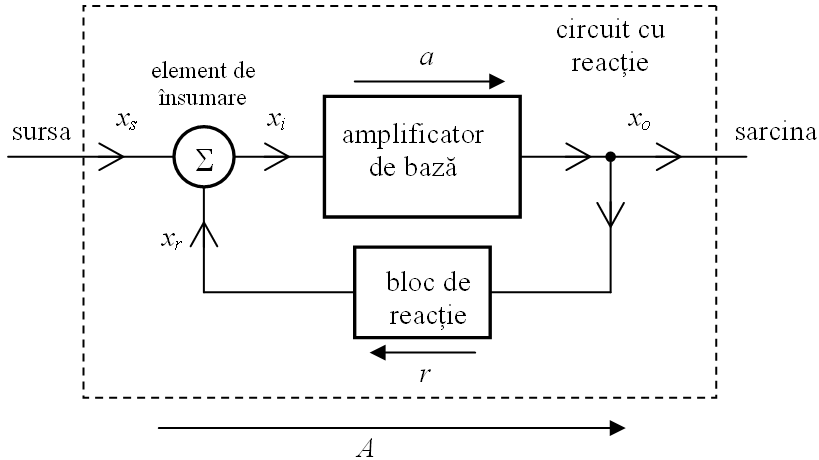 circuit cu
reacție
a
element de
însumare
sursa
x_s
Σ
x_i
amplificator
de bază
x_o
sarcina
x_r
bloc de
reacție
r
A